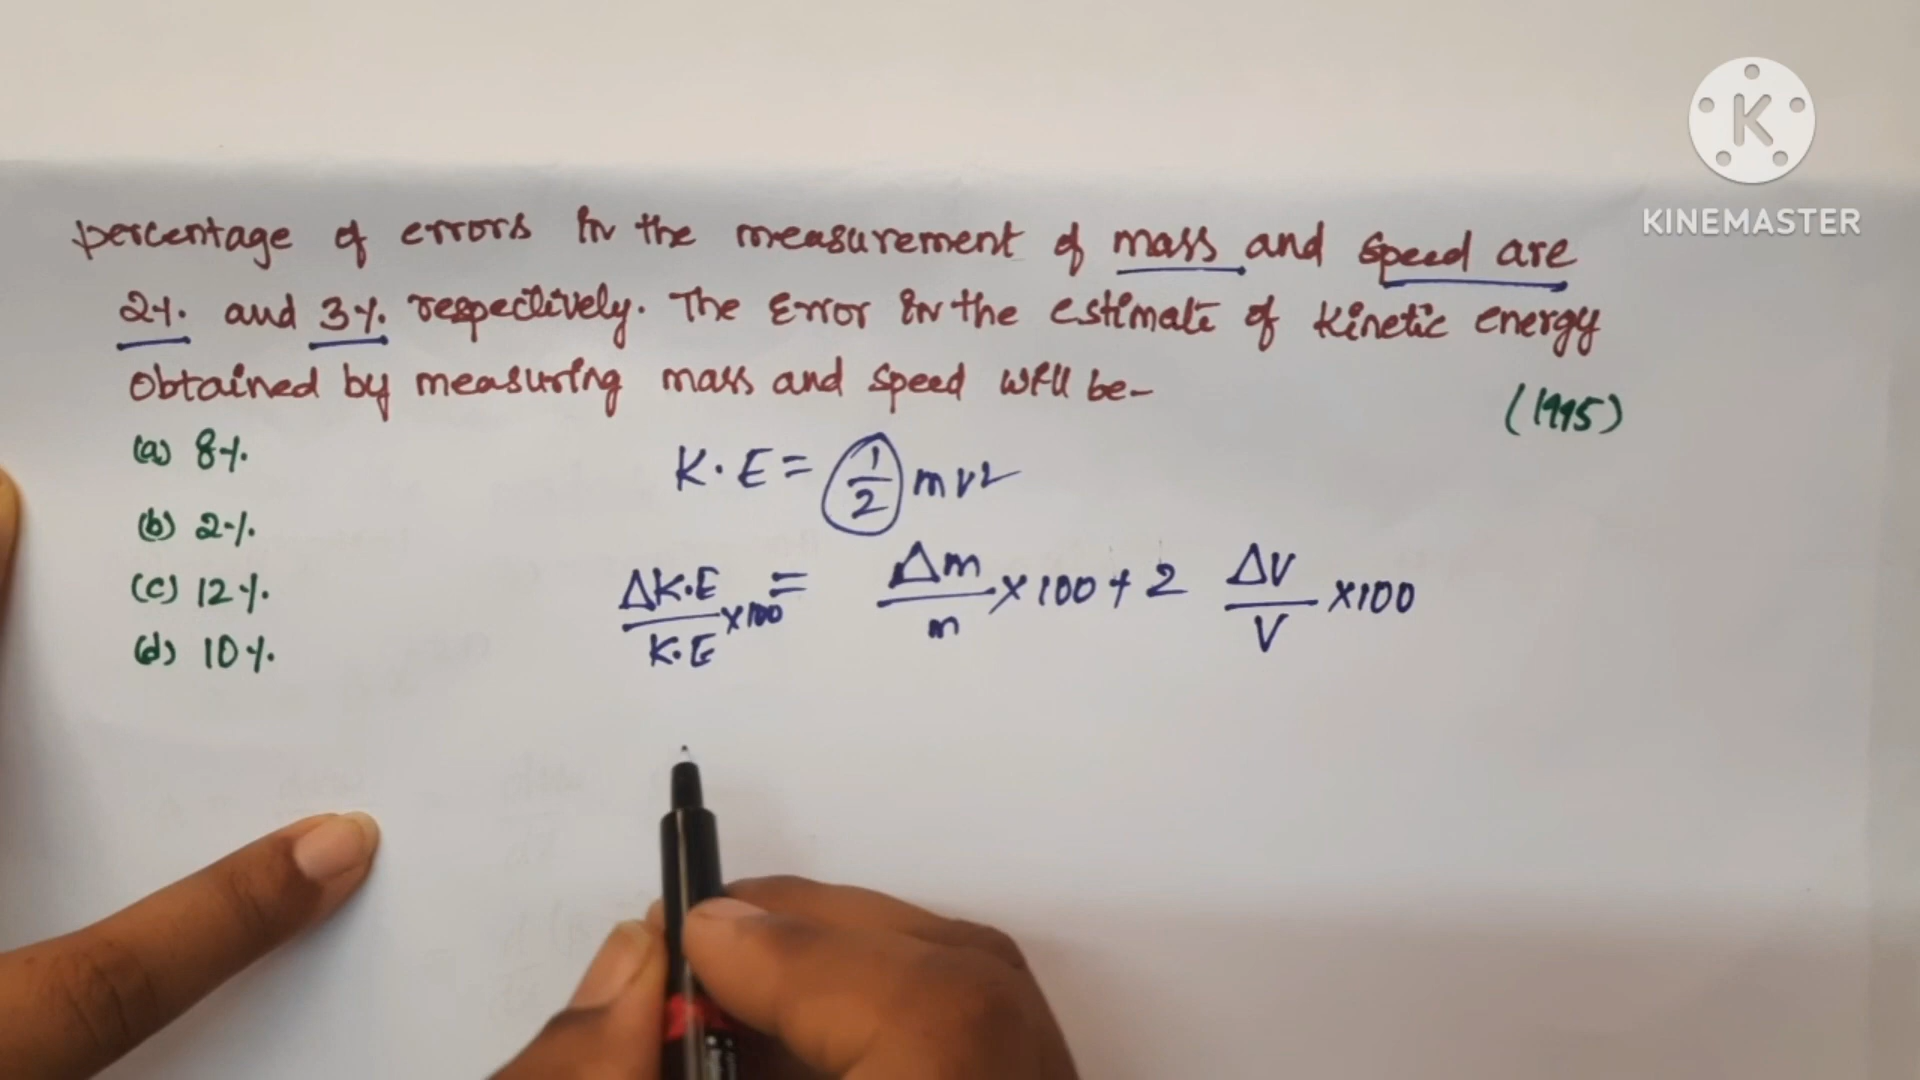 percentage of errors in the measurement of mass and speed are
2%. and 3%. respectively. The Error in the estimate of Kinetic energy
obtained by measuring mass and speed will be-
(1995)
(a) 8%.
(b) 2%.
(c) 12%.
(d) 10%.
K.E = 1/2 mv²
ΔK.E/K.E ×100 = Δm/m ×100 + 2 ΔV/V ×100
K
KINEMASTER